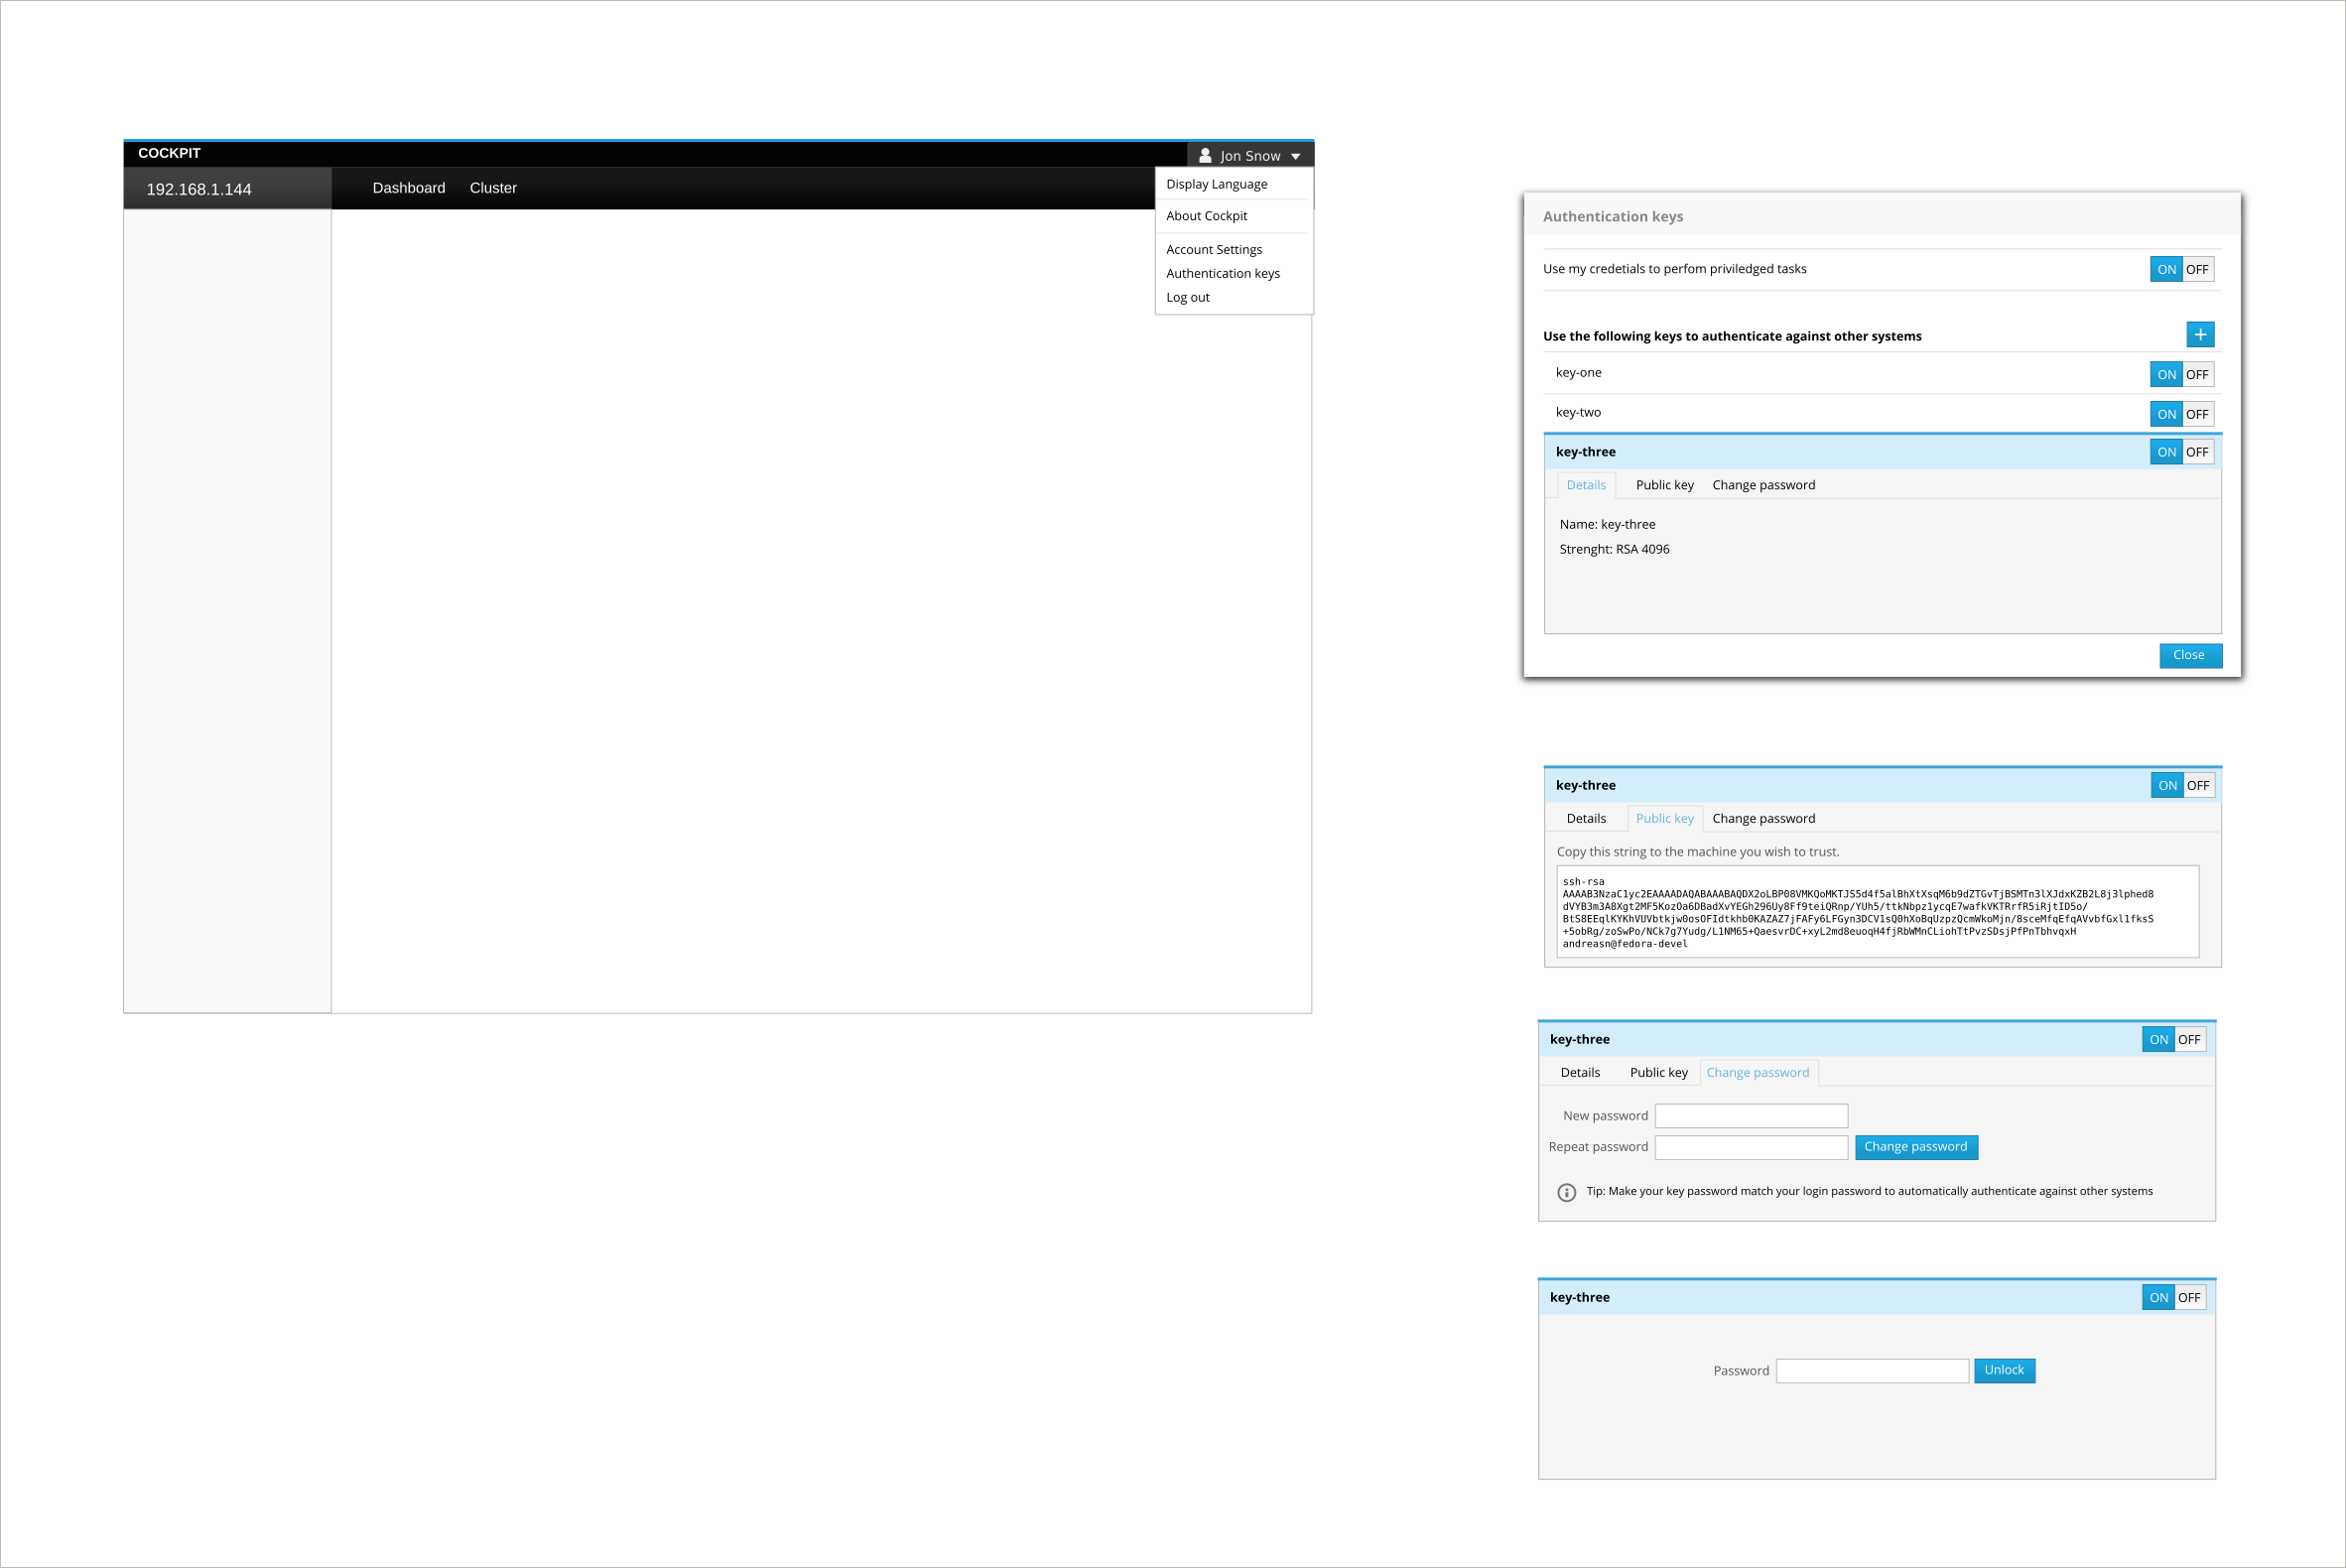 COCKPIT
Jon Snow
192.168.1.144
Dashboard Cluster
Display Language
About Cockpit
Account Settings
Authentication keys
Log out
Authentication keys
Use my credetials to perfom priviledged tasks ON OFF
Use the following keys to authenticate against other systems +
key-one ON OFF
key-two ON OFF
key-three ON OFF
Details Public key Change password
Name: key-three
Strenght: RSA 4096
Close
key-three ON OFF
Details Public key Change password
Copy this string to the machine you wish to trust.
ssh-rsa
AAAAB3NzaC1yc2EAAAADAQABAAABAQDX2oLBP08VMKQoMKTJS5d4f5alBhXtXsqM6b9dZTGvTjBSMTn3lXJdxKZB2L8j3lphed8
dVYB3m3A8Xgt2MF5KozOa6DBadXvYEGh296Uy8Ff9teiQRnp/YUh5/ttkNbpz1ycqE7wafkVKTRrfR5iRjtID5o/
BtS8EEqlKYKhVUVbtkjw0osOFIdtkhb0KAZAZ7jFAFy6LFGyn3DCV1sQ0hXoBqUzpzQcmWkoMjn/8sceMfqEfqAVvbfGxl1fksS
+5obRg/zoSwPo/NCk7g7Yudg/L1NM65+QaesvrDC+xyL2md8euoqH4fjRbWMnCLiohTtPvzSDsjPfPnTbhvqxH
andreasn@fedora-devel
key-three ON OFF
Details Public key Change password
New password
Repeat password Change password
Tip: Make your key password match your login password to automatically authenticate against other systems
key-three ON OFF
Password Unlock